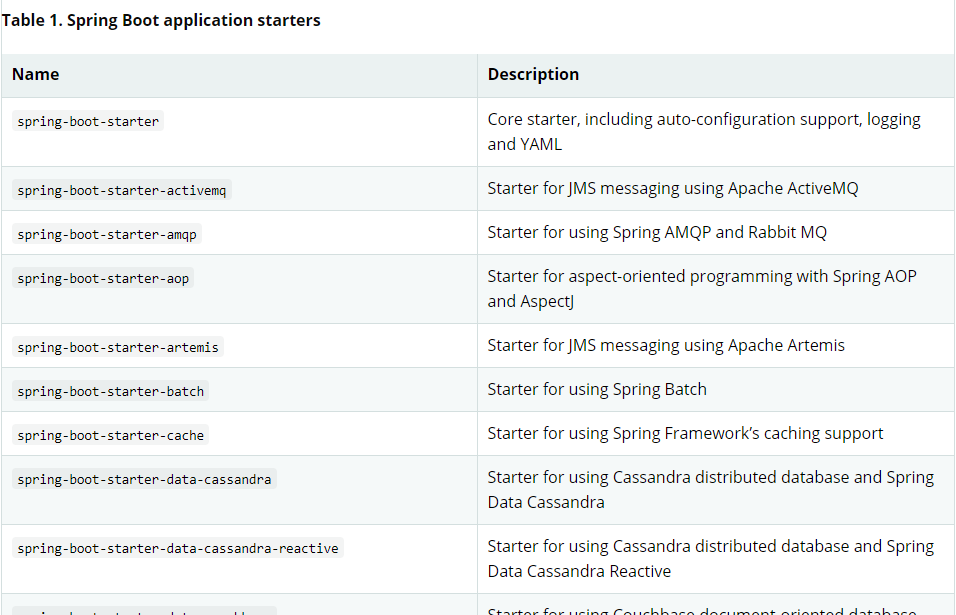 Table 1. Spring Boot application starters
Name
Description
spring-boot-starter
Core starter, including auto-configuration support, logging
and YAML
spring-boot-starter-activemq
Starter for JMS messaging using Apache ActiveMQ
spring-boot-starter-amqp
Starter for using Spring AMQP and Rabbit MQ
spring-boot-starter-aop
Starter for aspect-oriented programming with Spring AOP
and AspectJ
spring-boot-starter-artemis
Starter for JMS messaging using Apache Artemis
spring-boot-starter-batch
Starter for using Spring Batch
spring-boot-starter-cache
Starter for using Spring Framework’s caching support
spring-boot-starter-data-cassandra
Starter for using Cassandra distributed database and Spring
Data Cassandra
spring-boot-starter-data-cassandra-reactive
Starter for using Cassandra distributed database and Spring
Data Cassandra Reactive
Starter for using Couchbase document-oriented database